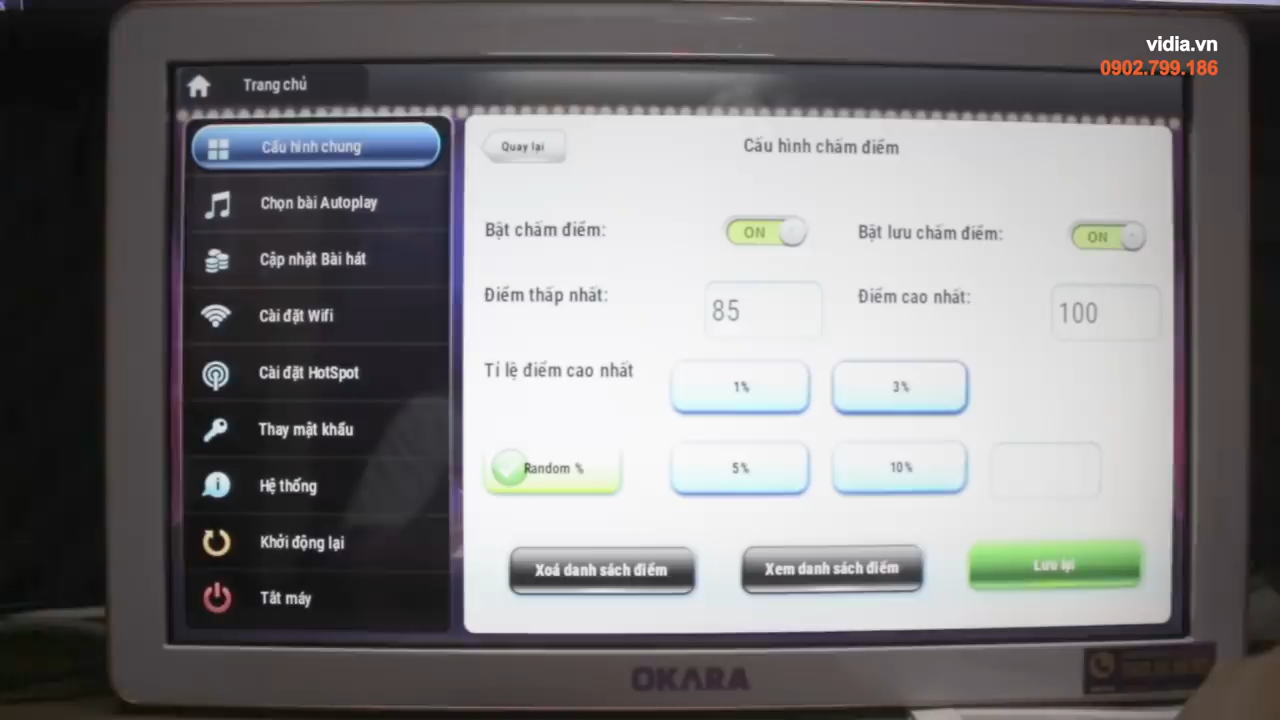 vidia.vn
0902.799.186
Trang chủ
Cấu hình chung
Chọn bài Autoplay
Cập nhật Bài hát
Cài đặt Wifi
Cài đặt HotSpot
Thay mật khẩu
Hệ thống
Khởi động lại
Tắt máy
Quay lại
Cấu hình chấm điểm
Bật chấm điểm:
ON
Bật lưu chấm điểm:
ON
Điểm thấp nhất:
85
Điểm cao nhất:
100
Tỉ lệ điểm cao nhất
1%
3%
Random %
5%
10%
Xoá danh sách điểm
Xem danh sách điểm
Lưu lại
OKARA